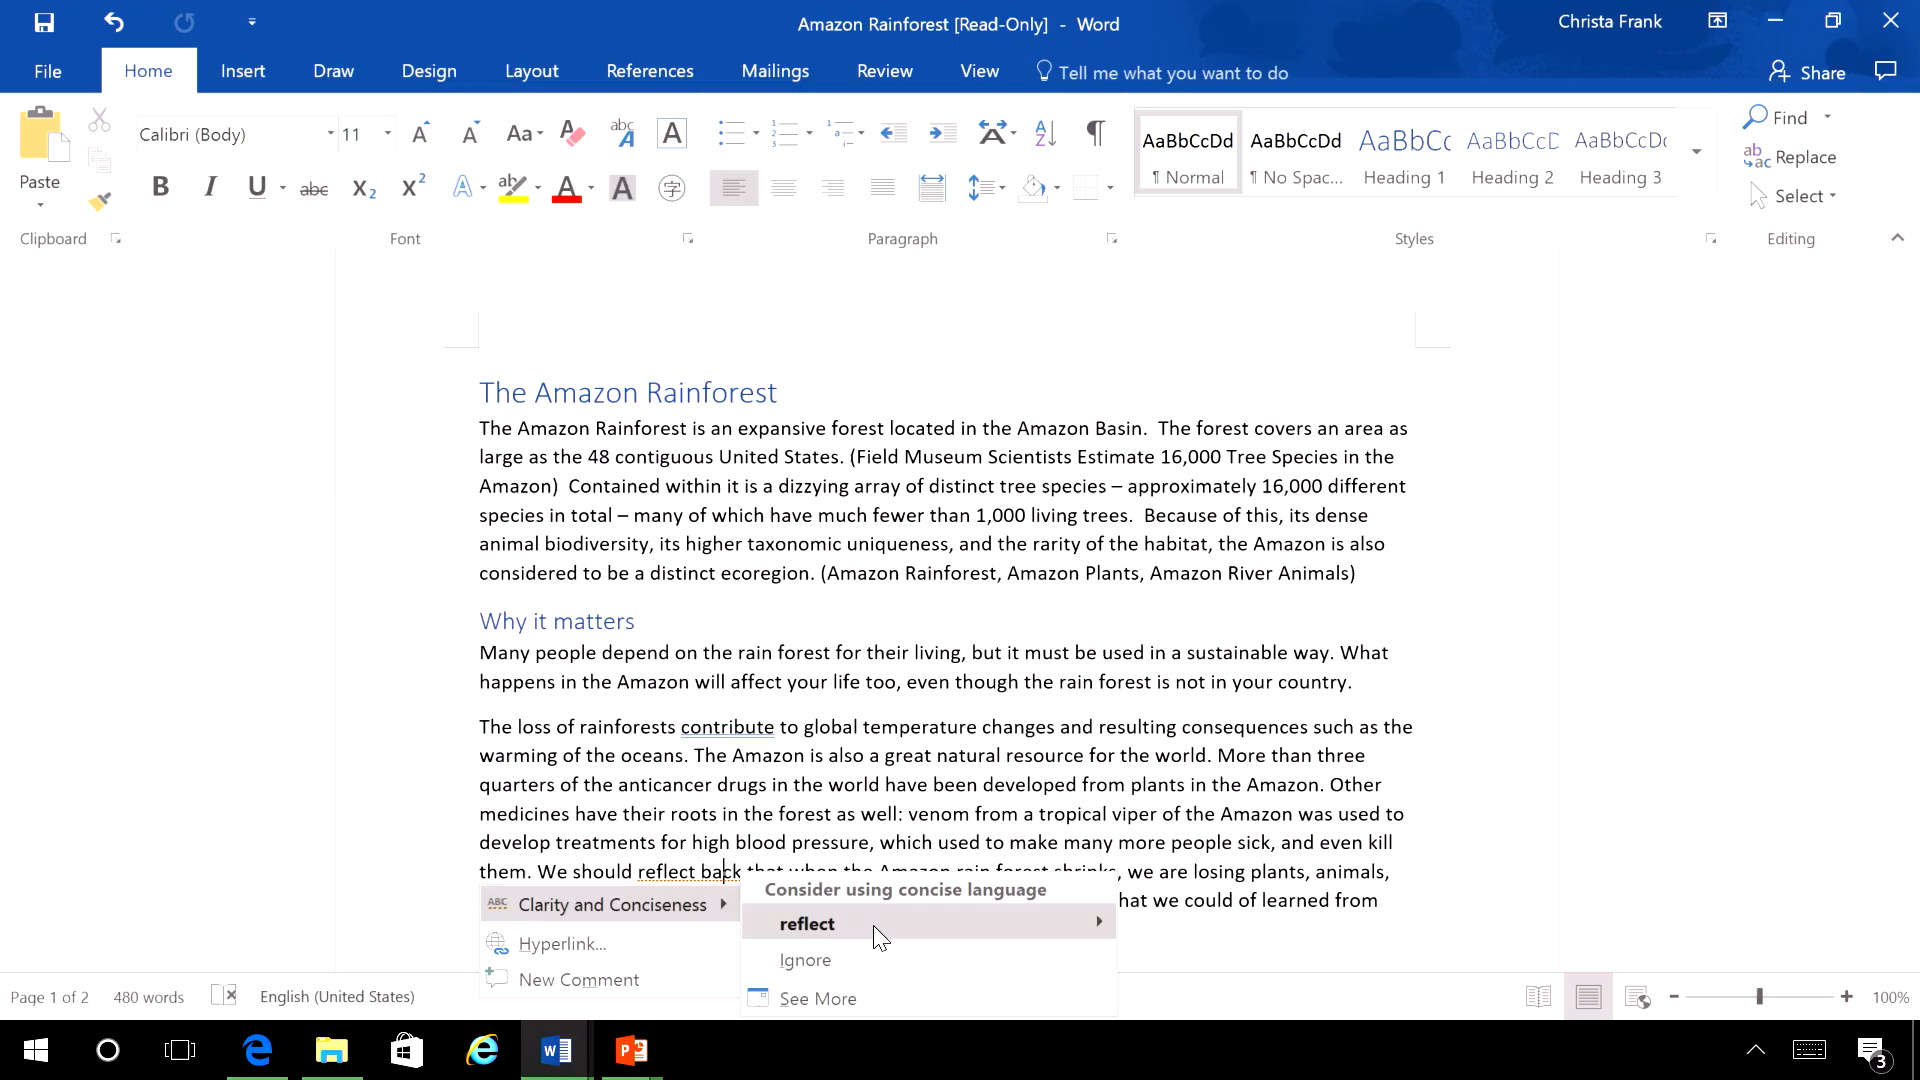 Amazon Rainforest [Read-Only] - Word
Christa Frank
File Home Insert Draw Design Layout References Mailings Review View Tell me what you want to do Share
Paste
Clipboard
Calibri (Body) 11
Font
Paragraph
AaBbCcDd AaBbCcDd AaBbCc AaBbCcD AaBbCcDc
¶ Normal ¶ No Spac... Heading 1 Heading 2 Heading 3
Styles
Find
Replace
Select
Editing
The Amazon Rainforest
The Amazon Rainforest is an expansive forest located in the Amazon Basin. The forest covers an area as
large as the 48 contiguous United States. (Field Museum Scientists Estimate 16,000 Tree Species in the
Amazon) Contained within it is a dizzying array of distinct tree species – approximately 16,000 different
species in total – many of which have much fewer than 1,000 living trees. Because of this, its dense
animal biodiversity, its higher taxonomic uniqueness, and the rarity of the habitat, the Amazon is also
considered to be a distinct ecoregion. (Amazon Rainforest, Amazon Plants, Amazon River Animals)
Why it matters
Many people depend on the rain forest for their living, but it must be used in a sustainable way. What
happens in the Amazon will affect your life too, even though the rain forest is not in your country.
The loss of rainforests contribute to global temperature changes and resulting consequences such as the
warming of the oceans. The Amazon is also a great natural resource for the world. More than three
quarters of the anticancer drugs in the world have been developed from plants in the Amazon. Other
medicines have their roots in the forest as well: venom from a tropical viper of the Amazon was used to
develop treatments for high blood pressure, which used to make many more people sick, and even kill
them. We should reflect back that when the Amazon rain forest shrinks, we are losing plants, animals,
hat we could of learned from
Clarity and Conciseness
Hyperlink...
New Comment
Consider using concise language
reflect
Ignore
See More
Page 1 of 2 480 words English (United States) 100%
3